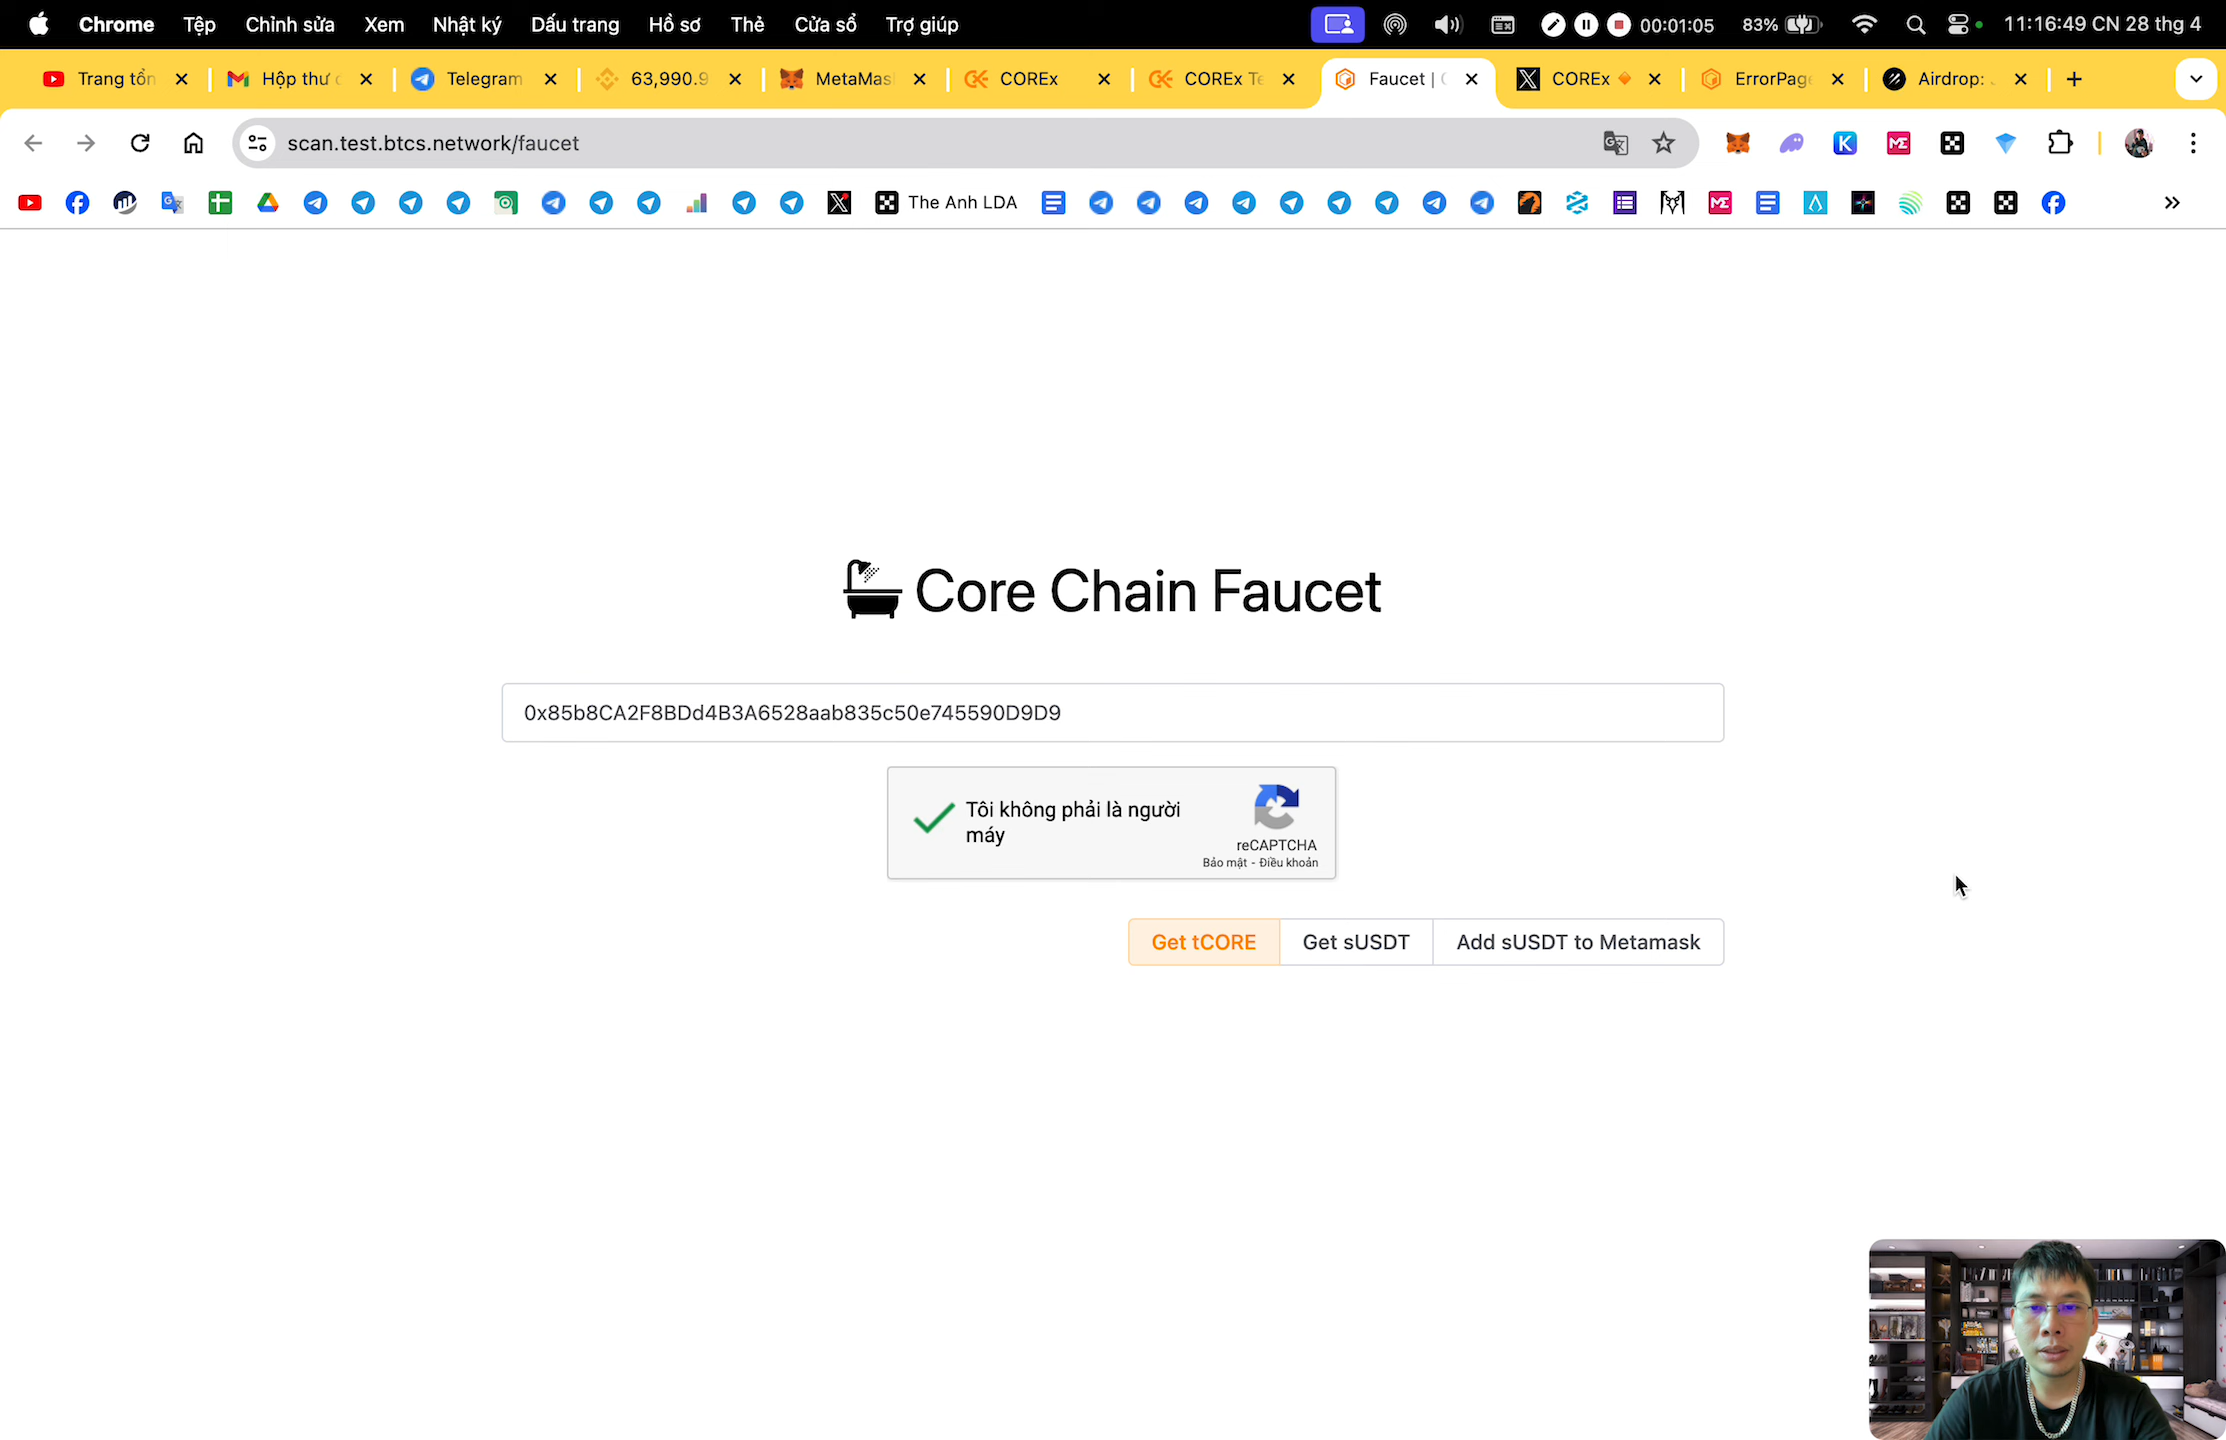 Chrome Tệp Chỉnh sửa Xem Nhật ký Dấu trang Hồ sơ Thẻ Cửa sổ Trợ giúp 00:01:05 83% 11:16:49 CN 28 thg 4
Trang tổn Hộp thư Telegram 63,990.9 MetaMas COREx COREx Te Faucet | COREx ErrorPage Airdrop:
scan.test.btcs.network/faucet
The Anh LDA
Core Chain Faucet
0x85b8CA2F8BDd4B3A6528aab835c50e745590D9D9
Tôi không phải là người
máy
reCAPTCHA
Bảo mật - Điều khoản
Get tCORE Get sUSDT Add sUSDT to Metamask